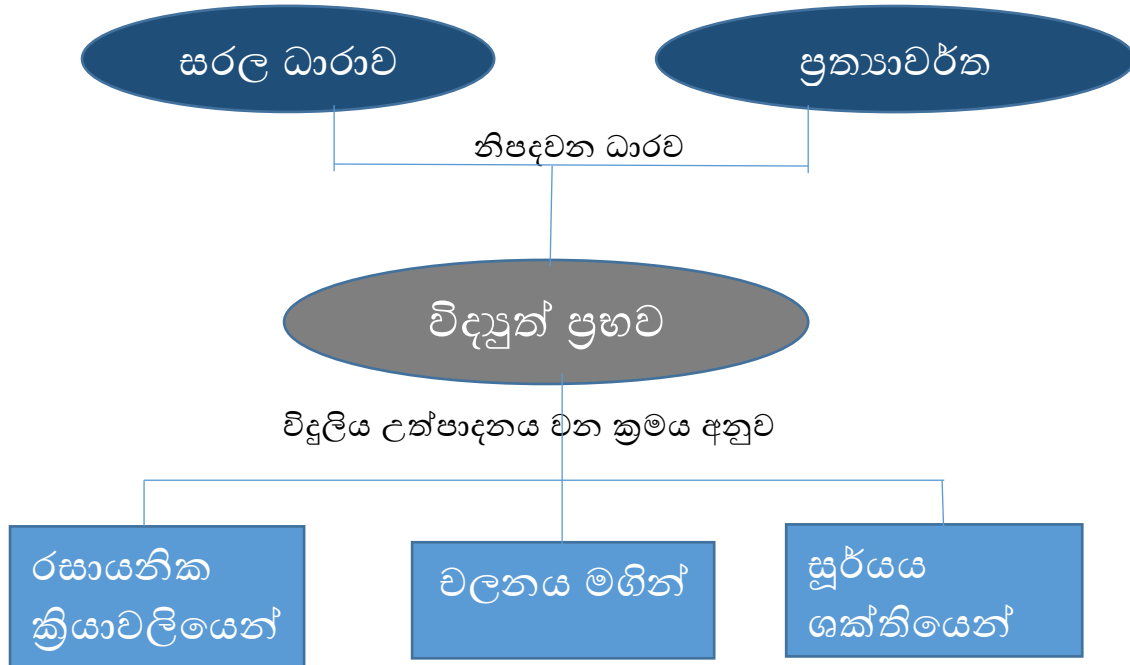 සරල ධාරාව
ප්‍රත්‍යාවර්ත
නිපදවන ධාරව
විද්‍යුත් ප්‍රභව
විදුලිය උත්පාදනය වන ක්‍රමය අනුව
රසායනික
ක්‍රියාවලියෙන්
චලනය මගින්
සූර්යය
ශක්තියෙන්